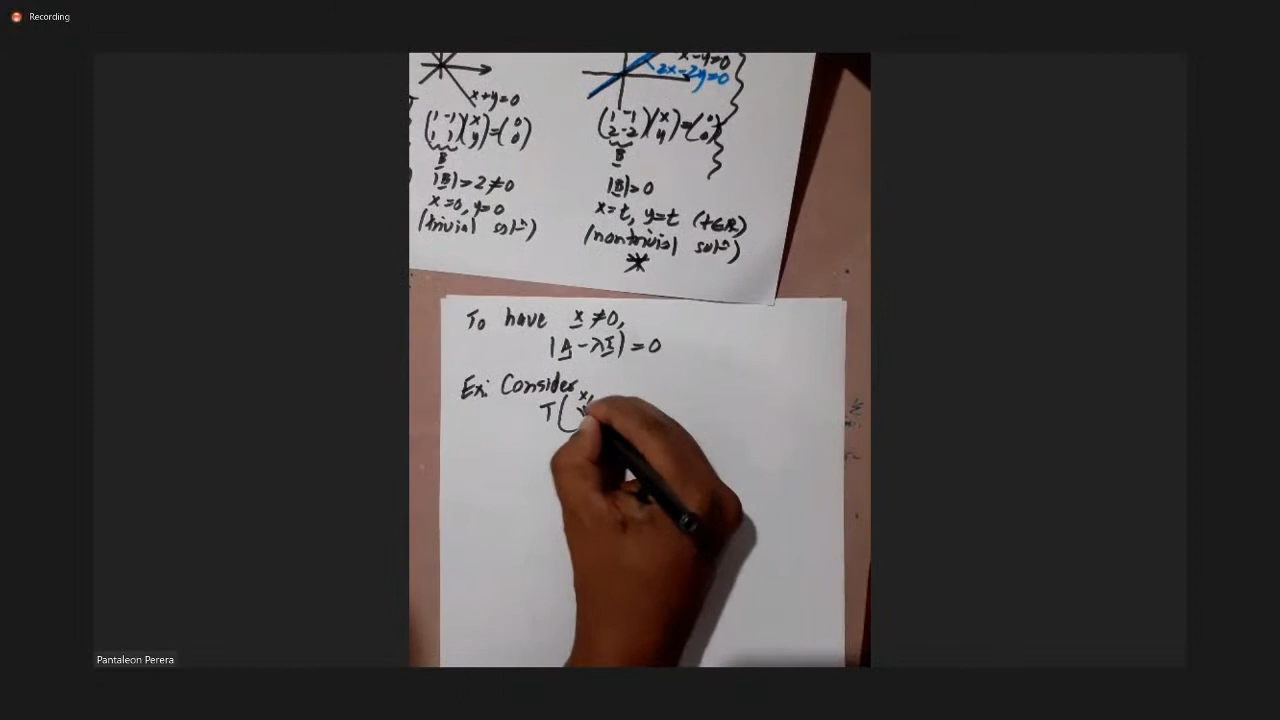 Recording
x-y=0
2x-2y=0
x+y=0
(1 -1
1 1)(x
y)=(0
0)
B
|B|=2≠0
x=0, y=0
(trivial solⁿ)
(1 -1
2 -2)(x
y)=(0
0)
B
|B|=0
x=t, y=t (t∈R)
(nontrivial solⁿ)
*
To have x ≠0,
|A-λI|=0
Ex: Consider
T(x
Pantaleon Perera